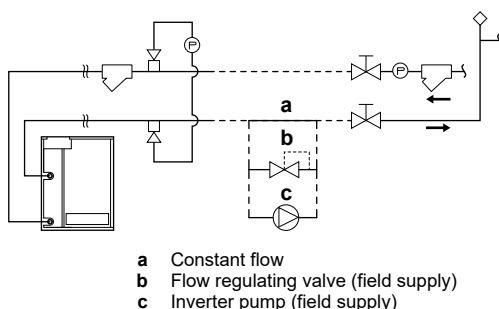 P
P
a
b
c
a Constant flow
b Flow regulating valve (field supply)
c Inverter pump (field supply)